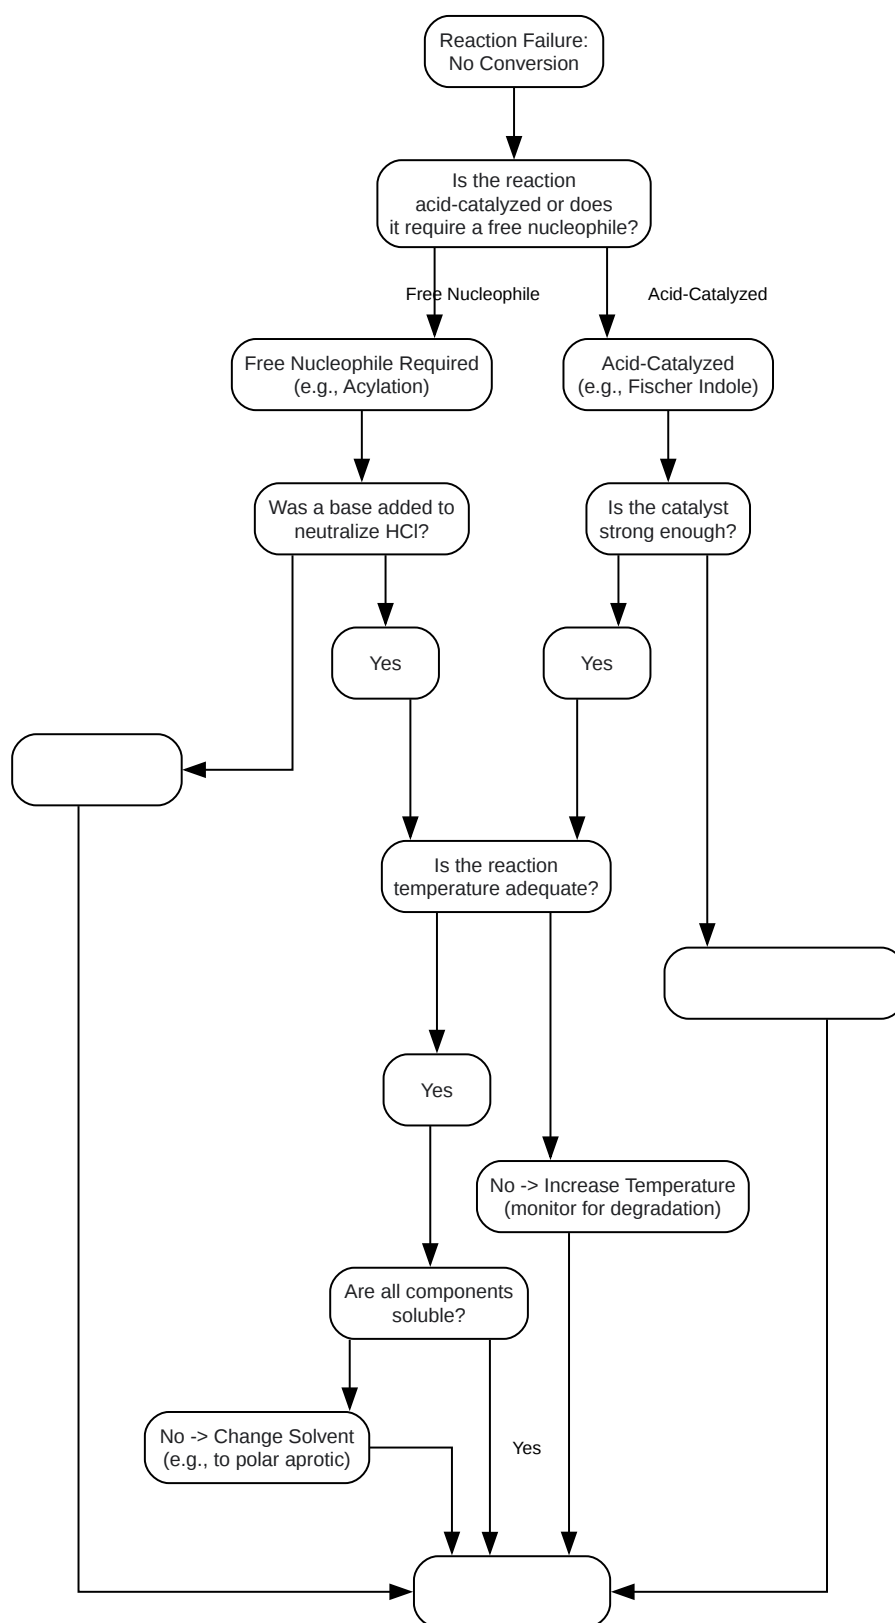 Reaction Failure:
No Conversion
Is the reaction
acid-catalyzed or does
it require a free nucleophile?
Free Nucleophile
Acid-Catalyzed
Free Nucleophile Required
(e.g., Acylation)
Acid-Catalyzed
(e.g., Fischer Indole)
Was a base added to
neutralize HCl?
Is the catalyst
strong enough?
Yes
Yes
Is the reaction
temperature adequate?
Yes
No -> Increase Temperature
(monitor for degradation)
Are all components
soluble?
No -> Change Solvent
(e.g., to polar aprotic)
Yes